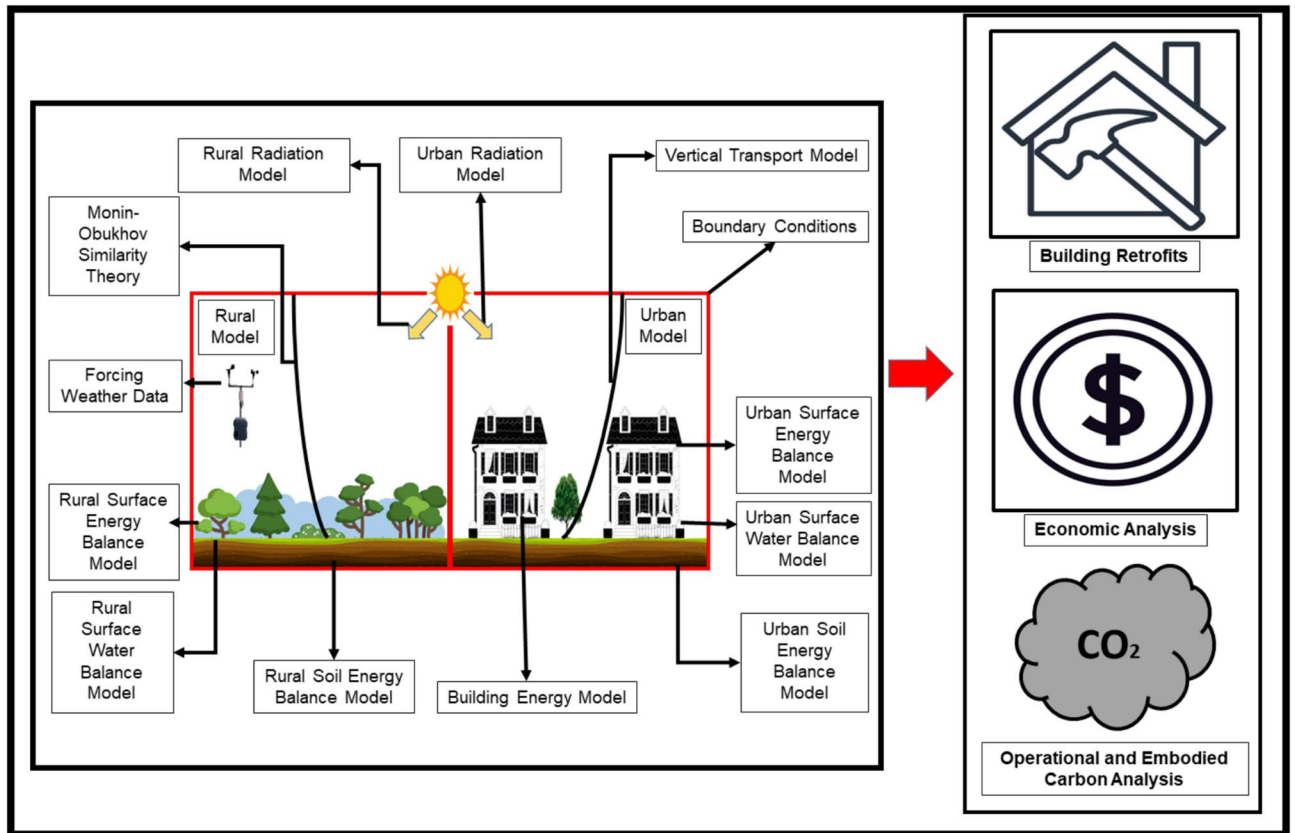 Rural Radiation
Model
Urban Radiation
Model
Vertical Transport Model
Monin-
Obukhov
Similarity
Theory
Boundary Conditions
Rural
Model
Urban
Model
Forcing
Weather Data
Urban Surface
Energy
Balance
Model
Rural Surface
Energy
Balance
Model
Urban Surface
Water Balance
Model
Rural
Surface
Water
Balance
Model
Rural Soil Energy
Balance Model
Building Energy Model
Urban Soil
Energy
Balance
Model
Building Retrofits
$
Economic Analysis
CO₂
Operational and Embodied
Carbon Analysis